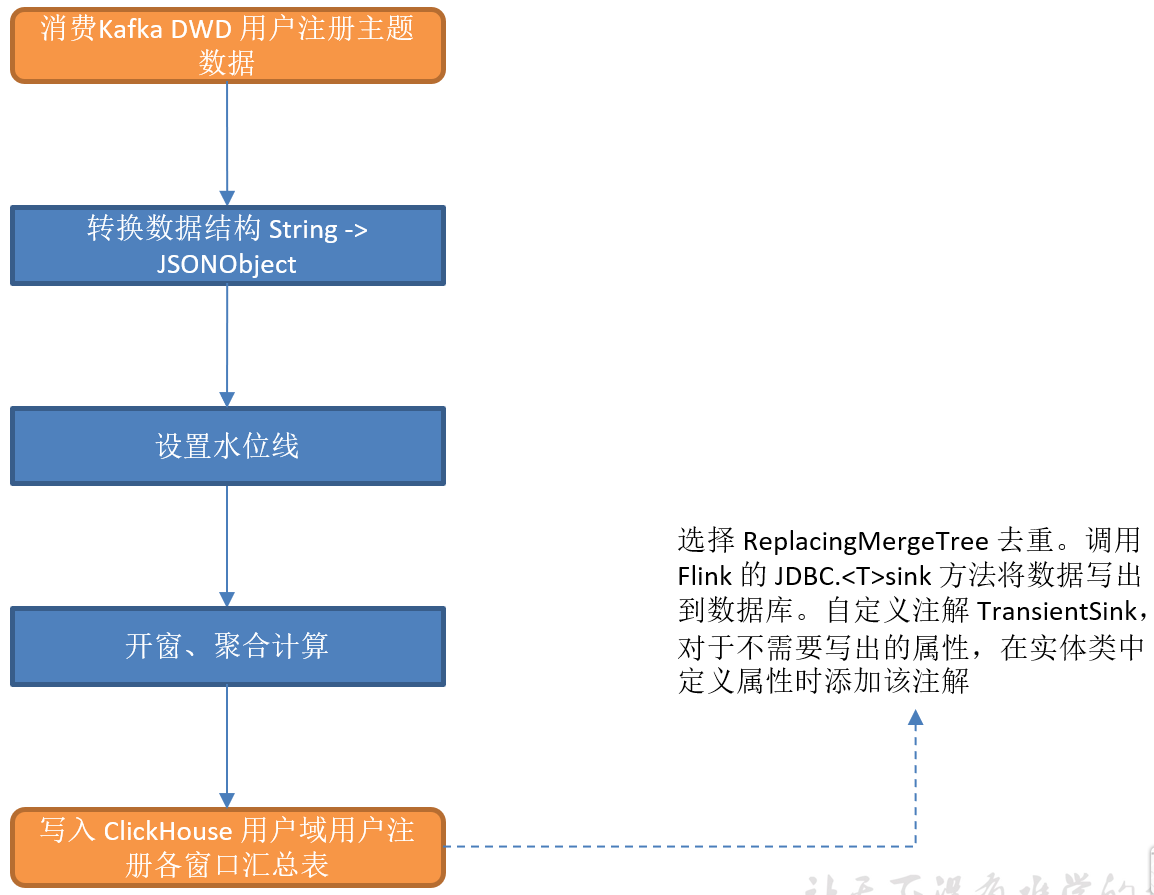 消费Kafka DWD 用户注册主题
数据
转换数据结构 String ->
JSONObject
设置水位线
开窗、聚合计算
写入 ClickHouse 用户域用户注
册各窗口汇总表
选择 ReplacingMergeTree 去重。调用
Flink 的 JDBC.<T>sink 方法将数据写出
到数据库。自定义注解 TransientSink，
对于不需要写出的属性，在实体类中
定义属性时添加该注解